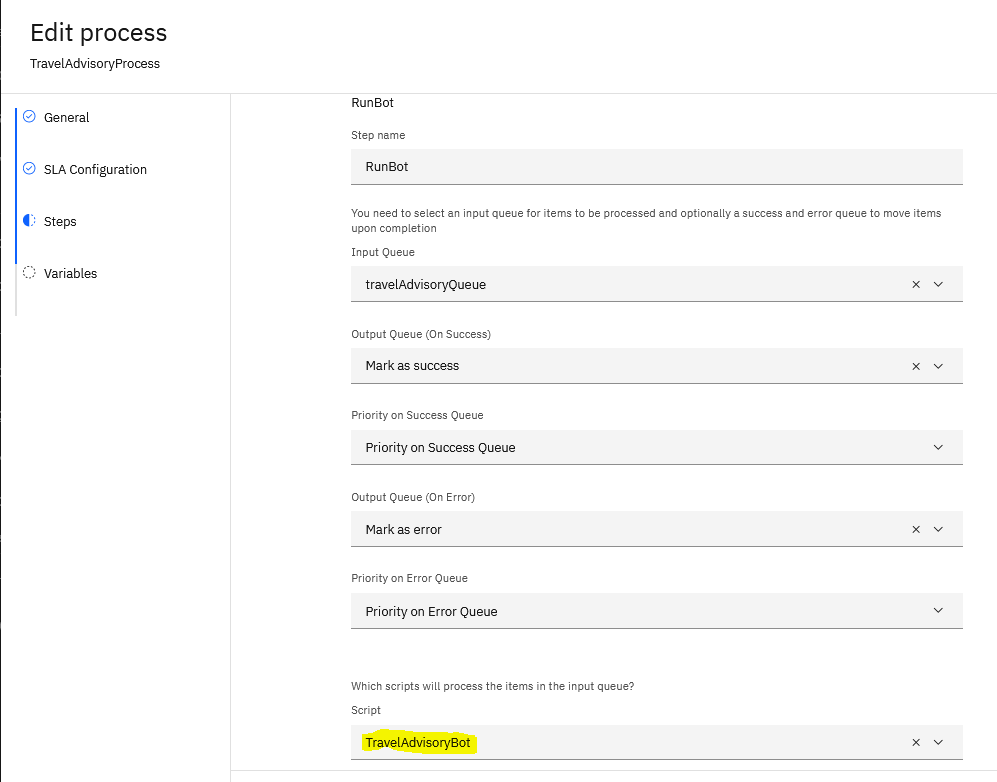 Edit process
TravelAdvisoryProcess
General
SLA Configuration
Steps
Variables
RunBot
Step name
RunBot
You need to select an input queue for items to be processed and optionally a success and error queue to move items
upon completion
Input Queue
travelAdvisoryQueue
Output Queue (On Success)
Mark as success
Priority on Success Queue
Priority on Success Queue
Output Queue (On Error)
Mark as error
Priority on Error Queue
Priority on Error Queue
Which scripts will process the items in the input queue?
Script
TravelAdvisoryBot